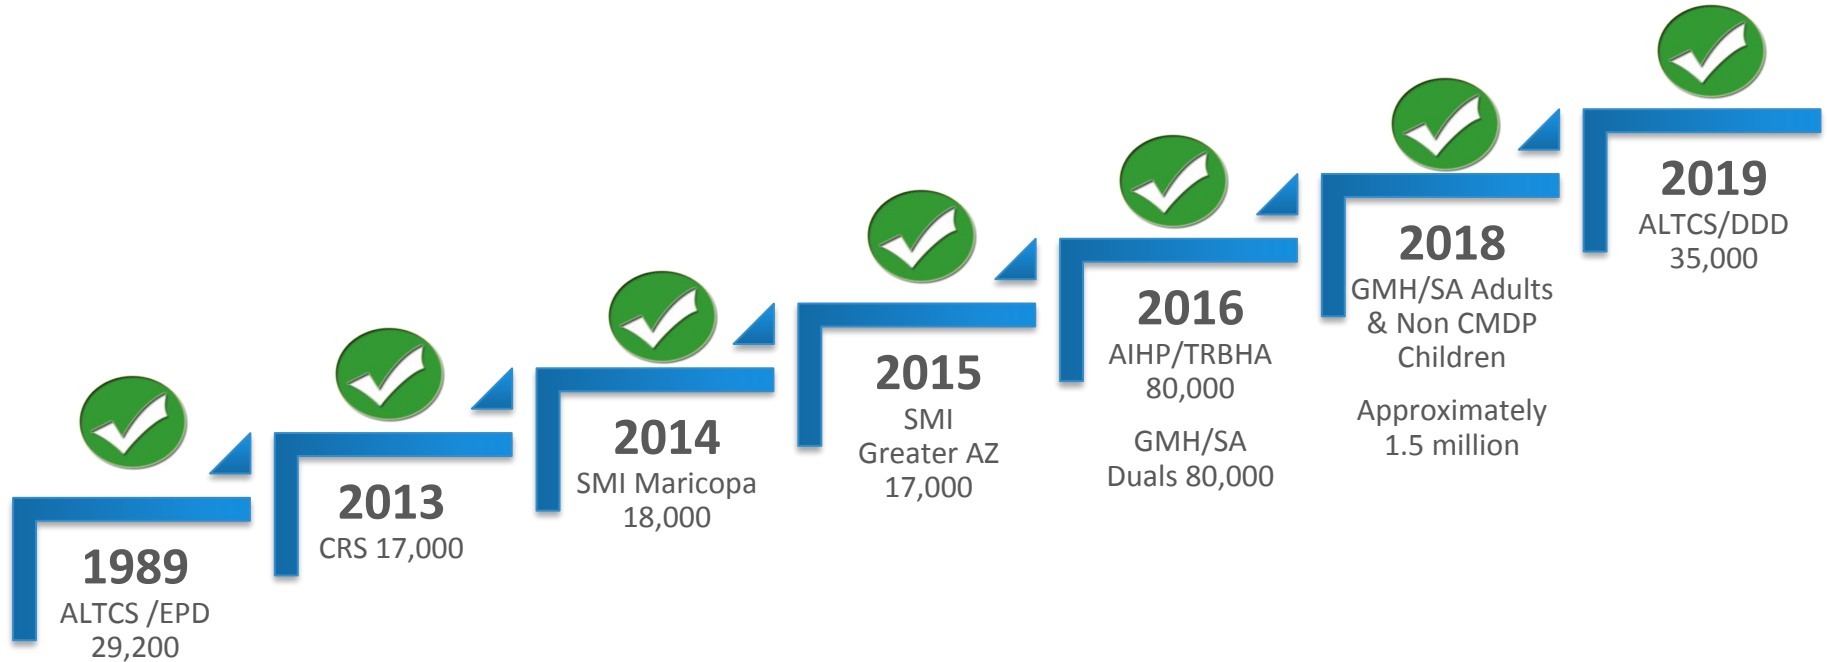 1989
ALTCS /EPD
29,200
2013
CRS 17,000
2014
SMI Maricopa
18,000
2015
SMI
Greater AZ
17,000
2016
AIHP/TRBHA
80,000
GMH/SA
Duals 80,000
2018
GMH/SA Adults
& Non CMDP
Children
Approximately
1.5 million
2019
ALTCS/DDD
35,000